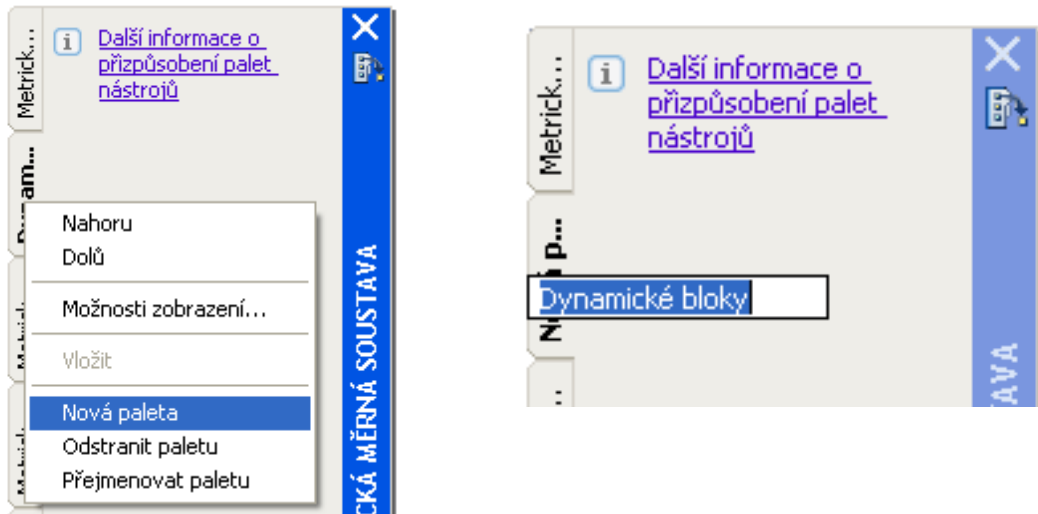 Metrick...
Další informace o
přizpůsobení palet
nástrojů
Nahoru
Dolů
Možnosti zobrazení...
Vložit
Nová paleta
Odstranit paletu
Přejmenovat paletu
MĚRNÁ SOUSTAVA
Metrick...
Další informace o
přizpůsobení palet
nástrojů
Dynamické bloky